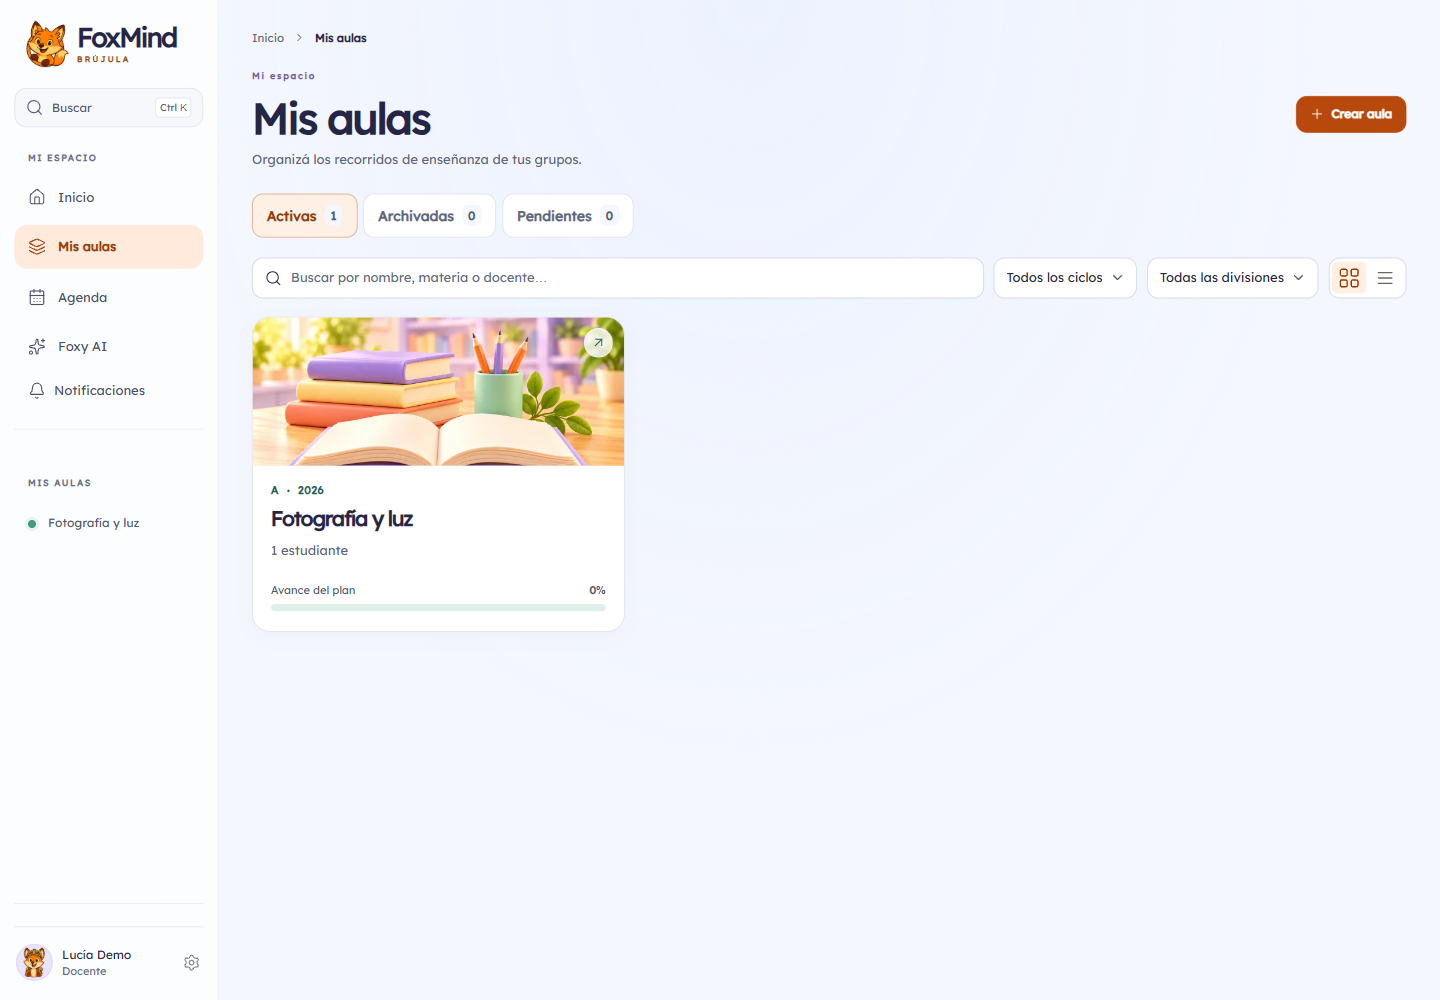 FoxMind
BRÚJULA
Buscar
Ctrl K
MI ESPACIO
Inicio
Mis aulas
Agenda
Foxy AI
Notificaciones
MIS AULAS
Fotografía y luz
Lucía Demo
Docente
Inicio > Mis aulas
Mi espacio
Mis aulas
Organizá los recorridos de enseñanza de tus grupos.
+ Crear aula
Activas 1
Archivadas 0
Pendientes 0
Buscar por nombre, materia o docente...
Todos los ciclos
Todas las divisiones
A · 2026
Fotografía y luz
1 estudiante
Avance del plan 0%